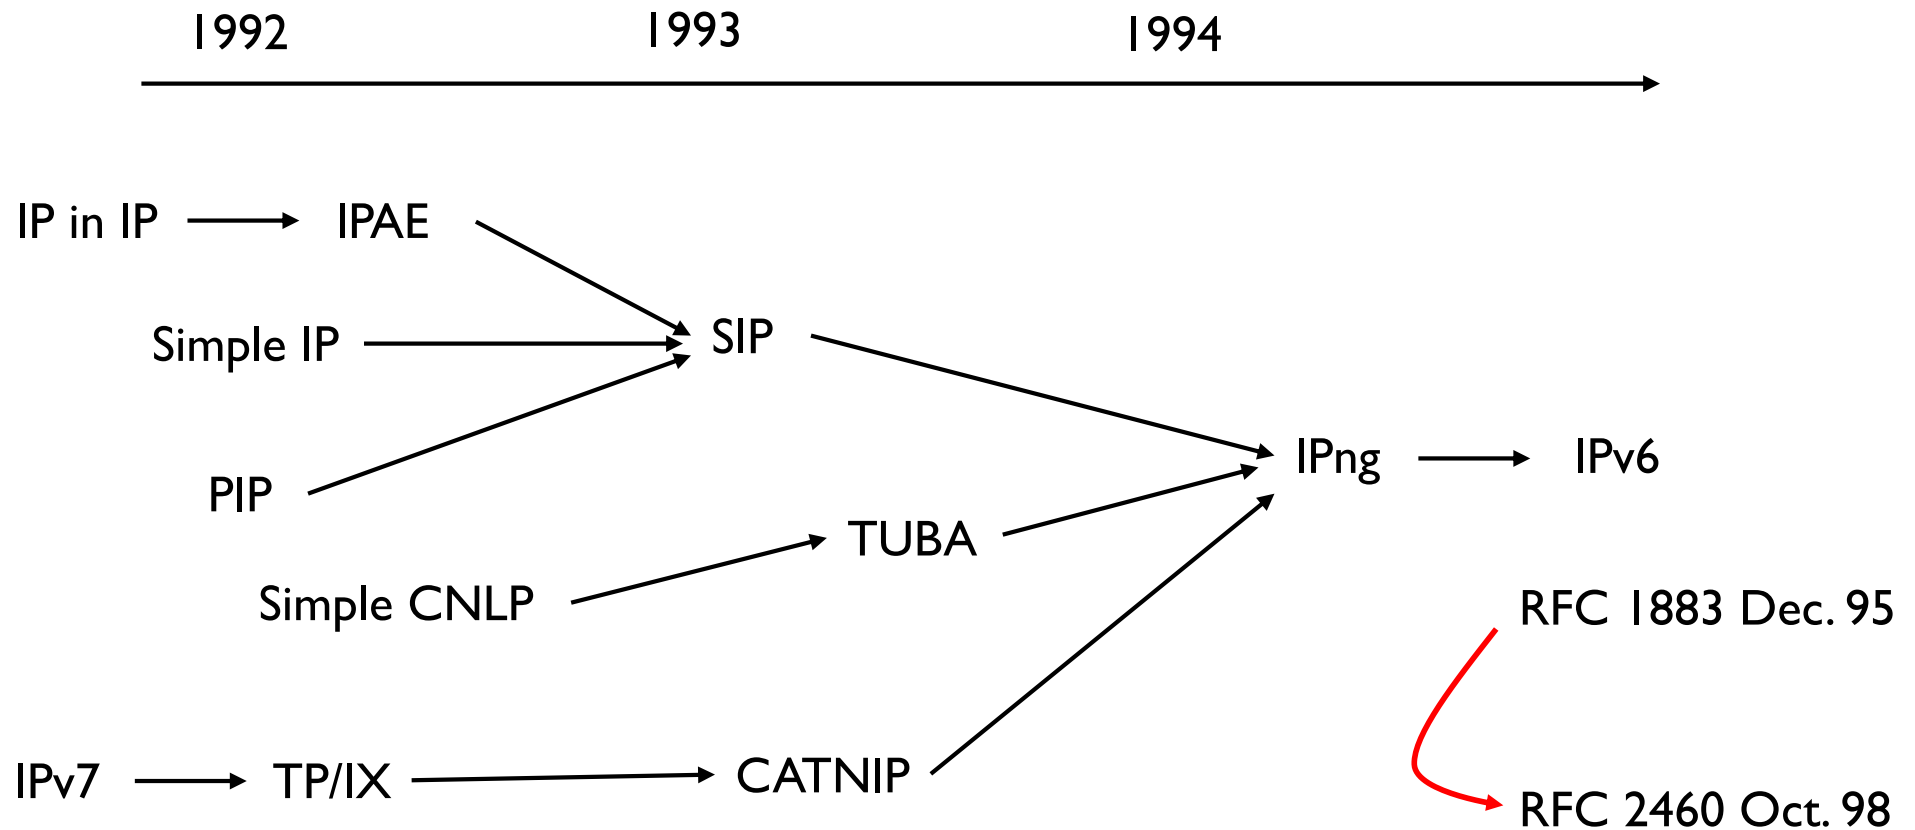 1992 1993 1994
IP in IP IPAE
Simple IP SIP
PIP IPng IPv6
TUBA
Simple CNLP RFC 1883 Dec. 95
IPv7 TP/IX CATNIP
RFC 2460 Oct. 98